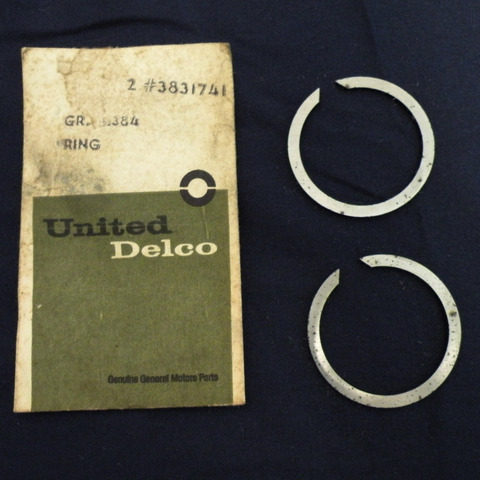 2 #3831741
RING
United
Delco
Genuine General Motors Parts